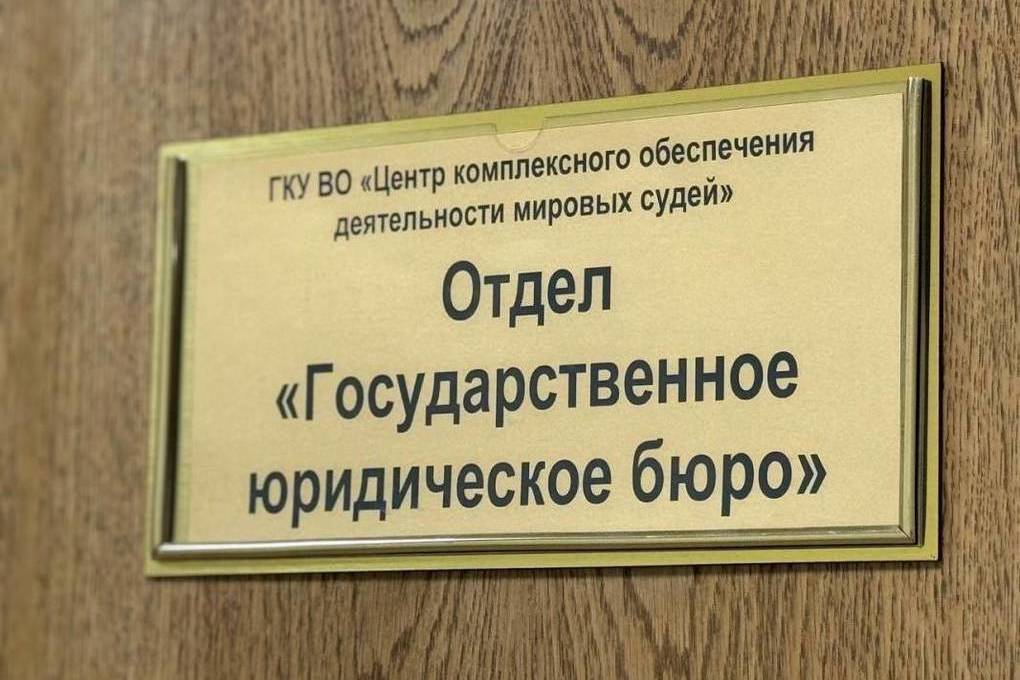 ГКУ ВО «Центр комплексного обеспечения
деятельности мировых судей»
Отдел
«Государственное
юридическое бюро»